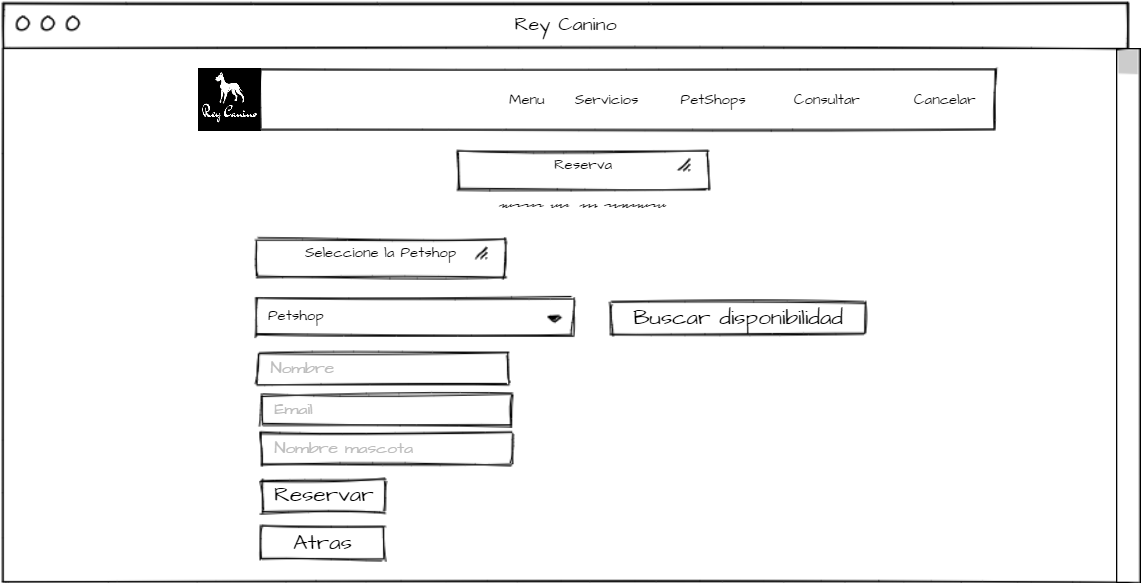 Rey Canino
Rey Canino
Menu Servicios PetShops Consultar Cancelar
Reserva
Seleccione la Petshop
Petshop
Buscar disponibilidad
Nombre
Email
Nombre mascota
Reservar
Atras